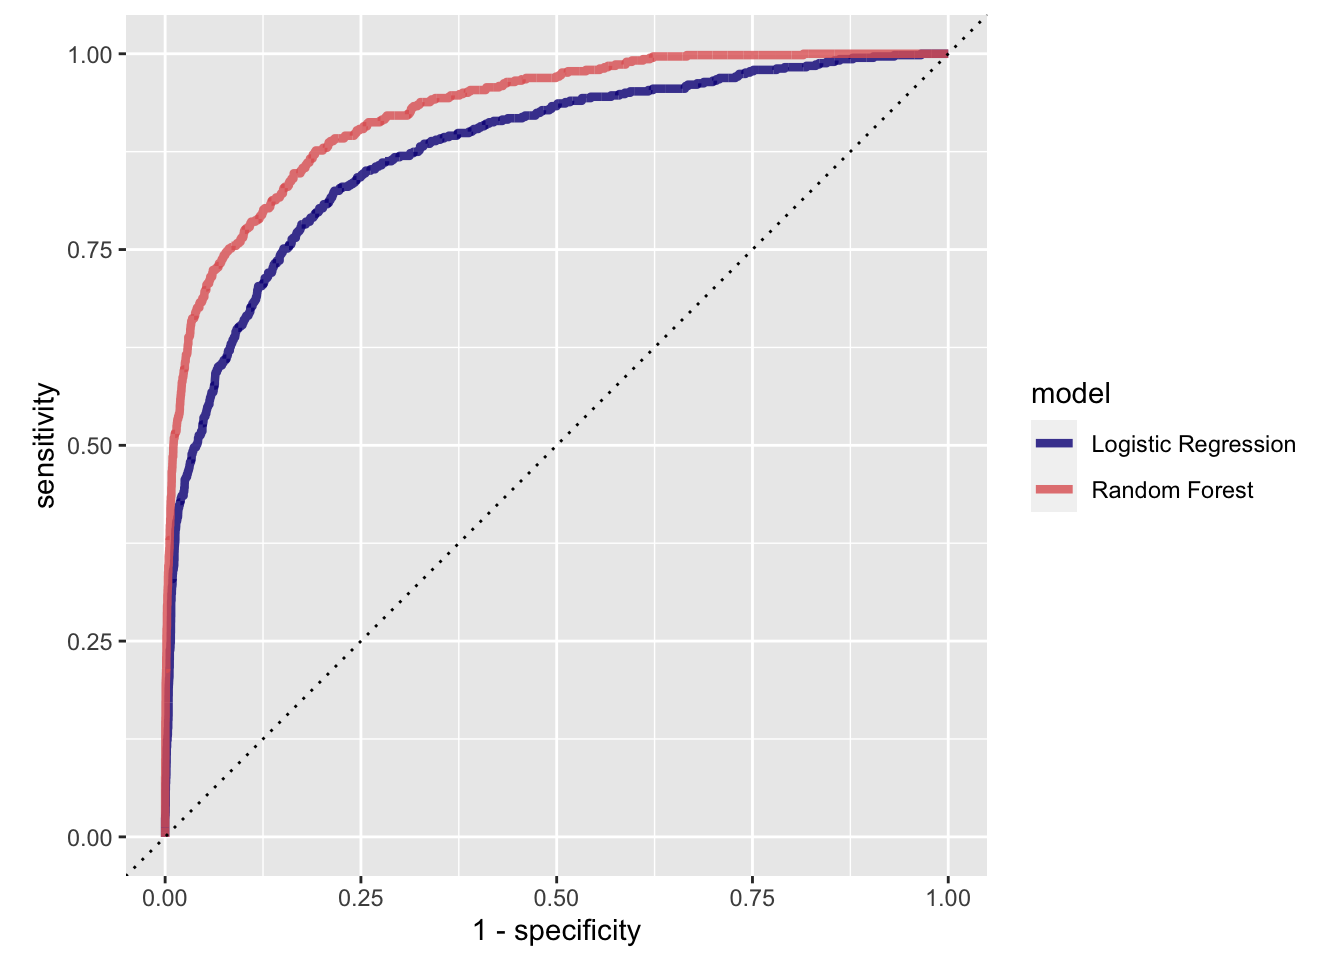 1.00
0.75
0.50
0.25
0.00
sensitivity
0.00 0.25 0.50 0.75 1.00
1 - specificity
model
Logistic Regression
Random Forest